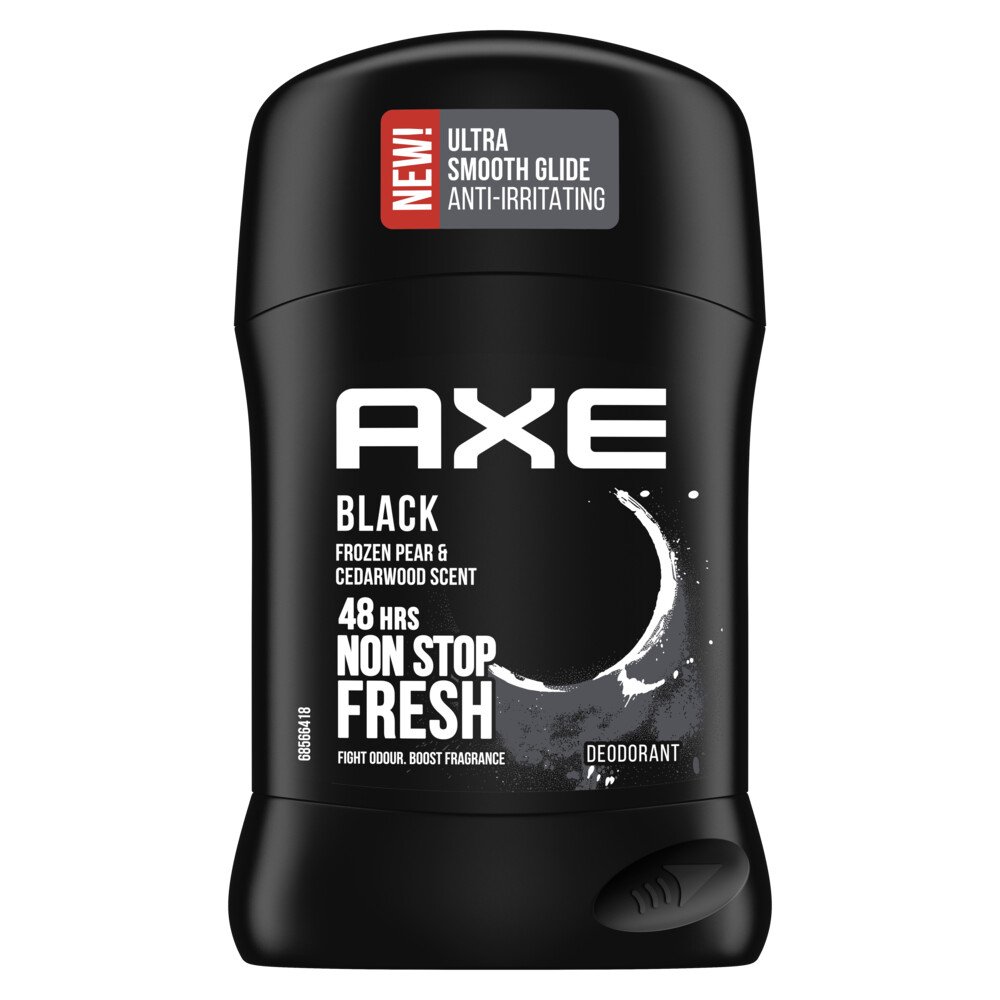 NEW!
ULTRA
SMOOTH GLIDE
ANTI-IRRITATING
AXE
BLACK
FROZEN PEAR &
CEDARWOOD SCENT
48 HRS
NON STOP
FRESH
FIGHT ODOUR. BOOST FRAGRANCE
DEODORANT
68566418